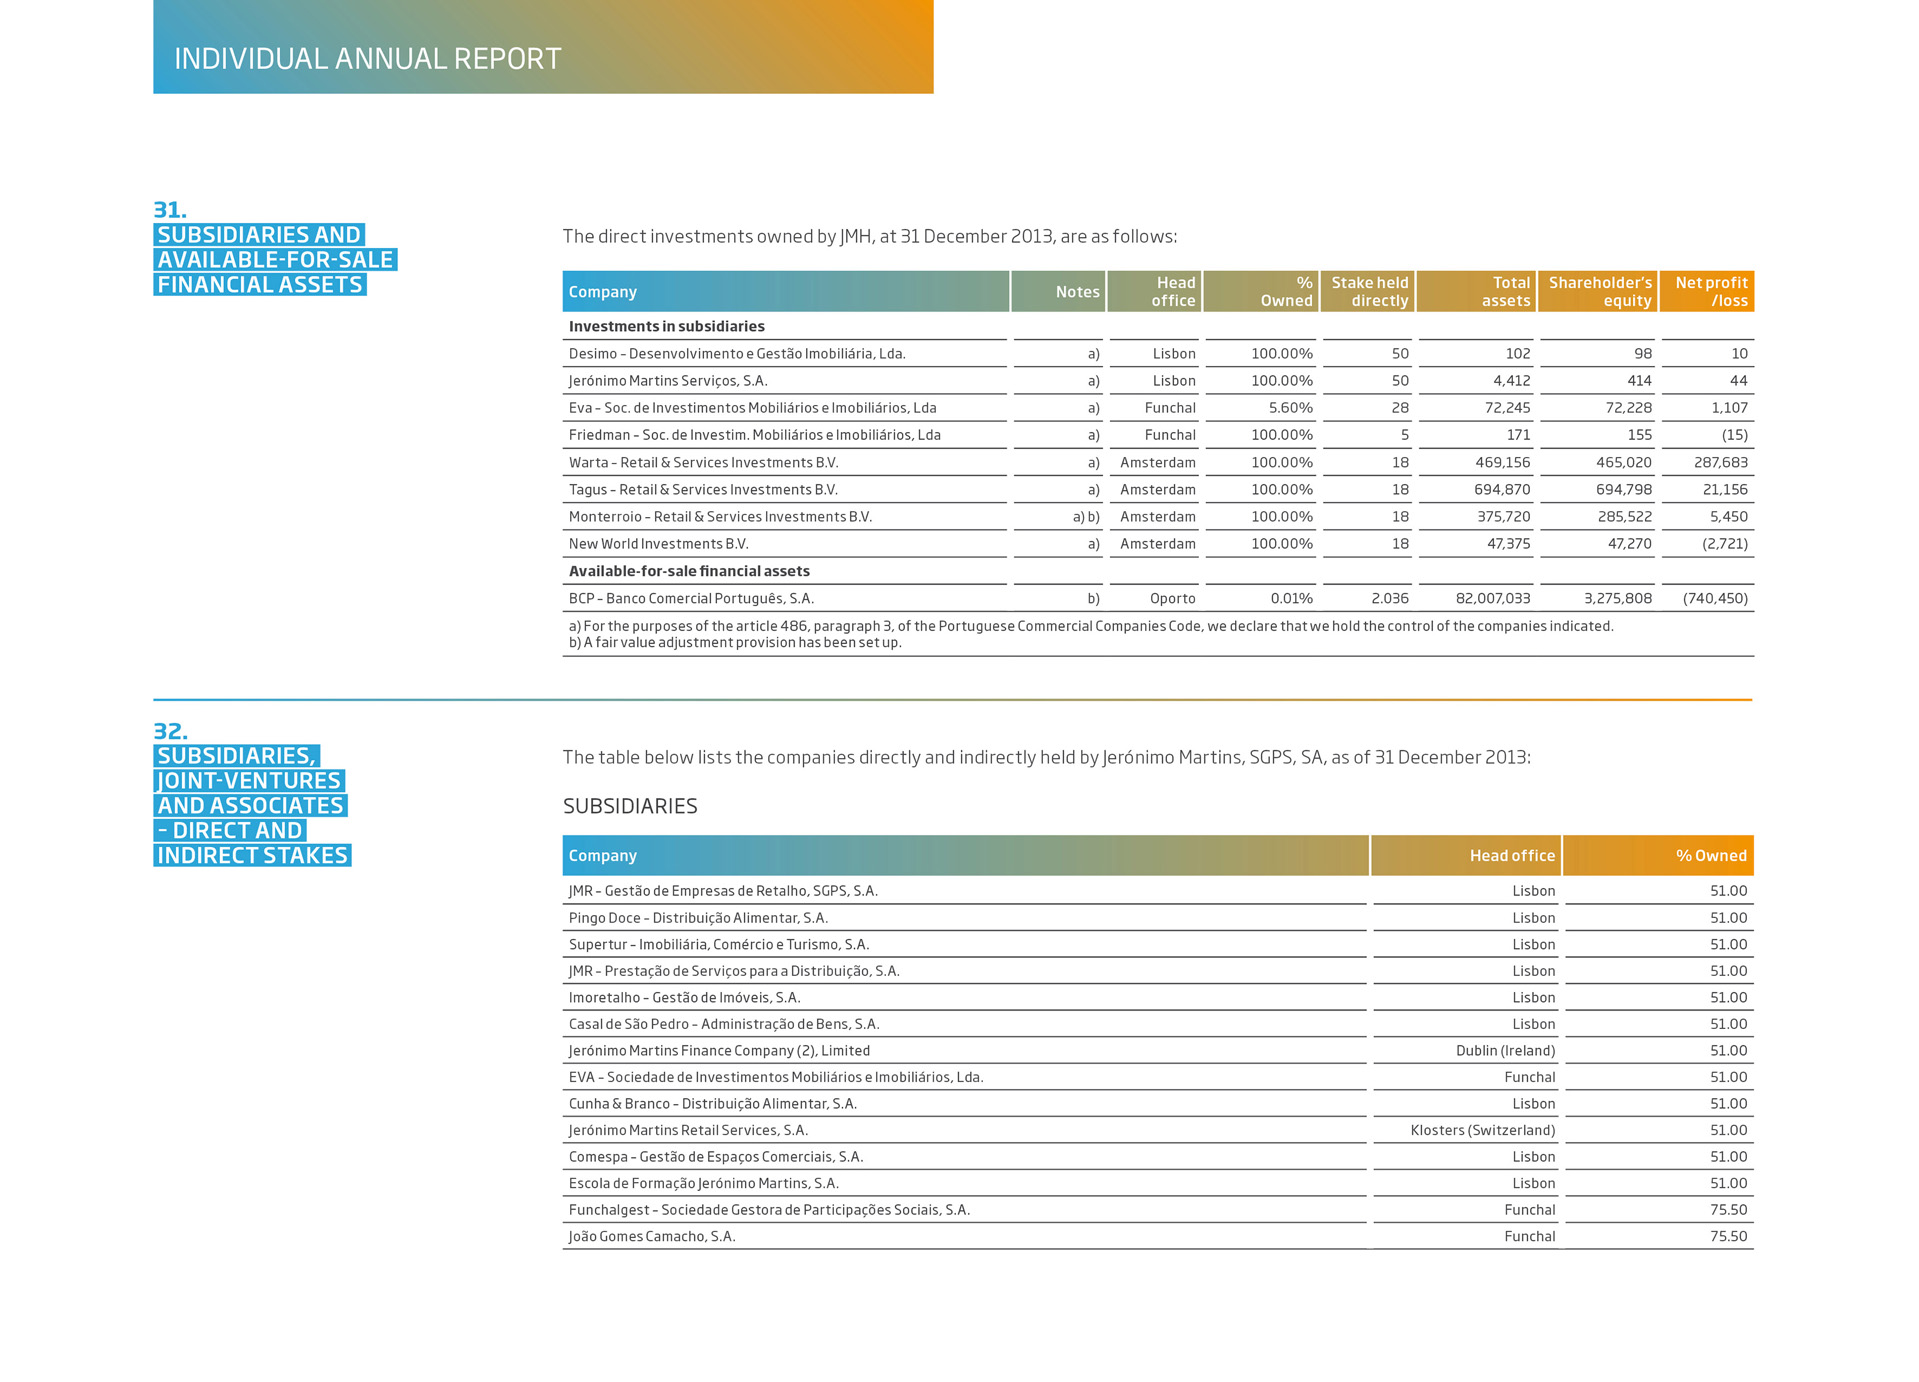 INDIVIDUAL ANNUAL REPORT
31.
SUBSIDIARIES AND
AVAILABLE-FOR-SALE
FINANCIAL ASSETS
The direct investments owned by JMH, at 31 December 2013, are as follows:
Company Notes Head office % Owned Stake held directly Total assets Shareholder's equity Net profit /loss
Investments in subsidiaries
Desimo – Desenvolvimento e Gestão Imobiliária, Lda. a) Lisbon 100.00% 50 102 98 10
Jerónimo Martins Serviços, S.A. a) Lisbon 100.00% 50 4,412 414 44
Eva – Soc. de Investimentos Mobiliários e Imobiliários, Lda a) Funchal 5.60% 28 72,245 72,228 1,107
Friedman – Soc. de Investim. Mobiliários e Imobiliários, Lda a) Funchal 100.00% 5 171 155 (15)
Warta – Retail & Services Investments B.V. a) Amsterdam 100.00% 18 469,156 465,020 287,683
Tagus – Retail & Services Investments B.V. a) Amsterdam 100.00% 18 694,870 694,798 21,156
Monterroio – Retail & Services Investments B.V. a) b) Amsterdam 100.00% 18 375,720 285,522 5,450
New World Investments B.V. a) Amsterdam 100.00% 18 47,375 47,270 (2,721)
Available-for-sale financial assets
BCP – Banco Comercial Português, S.A. b) Oporto 0.01% 2.036 82,007,033 3,275,808 (740,450)
a) For the purposes of the article 486, paragraph 3, of the Portuguese Commercial Companies Code, we declare that we hold the control of the companies indicated.
b) A fair value adjustment provision has been set up.
32.
SUBSIDIARIES,
JOINT-VENTURES
AND ASSOCIATES
– DIRECT AND
INDIRECT STAKES
The table below lists the companies directly and indirectly held by Jerónimo Martins, SGPS, SA, as of 31 December 2013:
SUBSIDIARIES
Company Head office % Owned
JMR – Gestão de Empresas de Retalho, SGPS, S.A. Lisbon 51.00
Pingo Doce – Distribuição Alimentar, S.A. Lisbon 51.00
Supertur – Imobiliária, Comércio e Turismo, S.A. Lisbon 51.00
JMR – Prestação de Serviços para a Distribuição, S.A. Lisbon 51.00
Imoretalho – Gestão de Imóveis, S.A. Lisbon 51.00
Casal de São Pedro – Administração de Bens, S.A. Lisbon 51.00
Jerónimo Martins Finance Company (2), Limited Dublin (Ireland) 51.00
EVA – Sociedade de Investimentos Mobiliários e Imobiliários, Lda. Funchal 51.00
Cunha & Branco – Distribuição Alimentar, S.A. Lisbon 51.00
Jerónimo Martins Retail Services, S.A. Klosters (Switzerland) 51.00
Comespa – Gestão de Espaços Comerciais, S.A. Lisbon 51.00
Escola de Formação Jerónimo Martins, S.A. Lisbon 51.00
Funchalgest – Sociedade Gestora de Participações Sociais, S.A. Funchal 75.50
João Gomes Camacho, S.A. Funchal 75.50